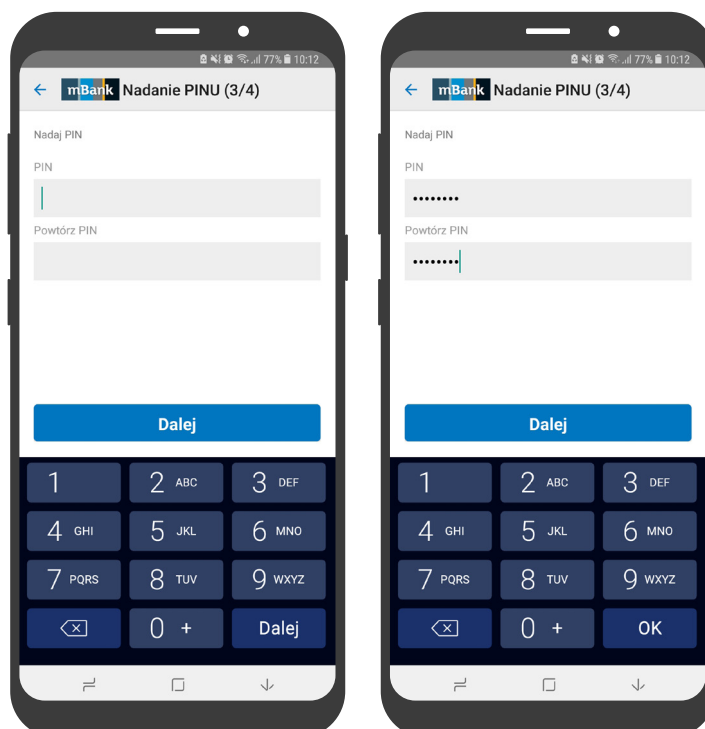 77% 10:12
mBank Nadanie PINU (3/4)
Nadaj PIN
PIN
Powtórz PIN
Dalej
1 2 ABC 3 DEF
4 GHI 5 JKL 6 MNO
7 PQRS 8 TUV 9 WXYZ
0 + Dalej
77% 10:12
mBank Nadanie PINU (3/4)
Nadaj PIN
PIN
••••••••
Powtórz PIN
••••••••
Dalej
1 2 ABC 3 DEF
4 GHI 5 JKL 6 MNO
7 PQRS 8 TUV 9 WXYZ
0 + OK